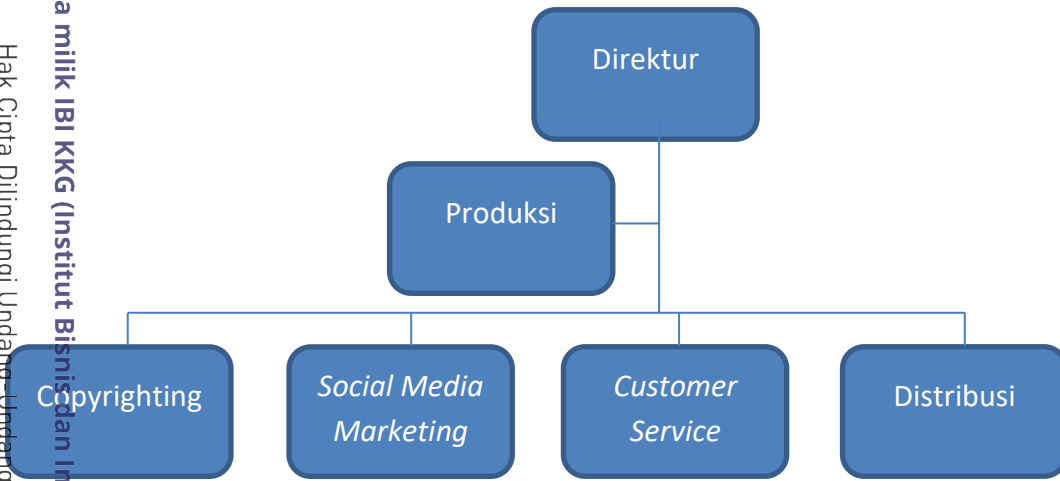 a milik IBI KKG (Institut Bisnis dan In
Hak Cipta Dilindungi Undang-Undang
Direktur
Produksi
Copyrighting
Social Media
Marketing
Customer
Service
Distribusi